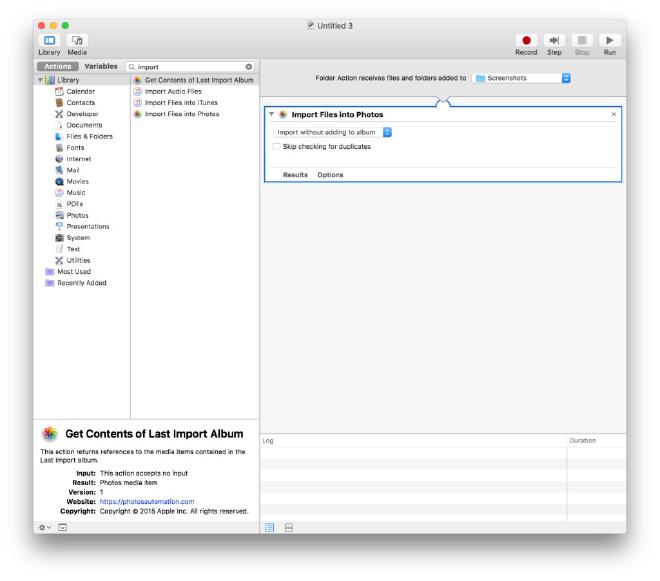 Untitled 3
Library Media
Record Step Stop Run
Actions Variables import
Folder Action receives files and folders added to Screenshots
Library
Calendar
Contacts
Developer
Documents
Files & Folders
Fonts
Internet
Mail
Movies
Music
PDFs
Photos
Presentations
System
Text
Utilities
Most Used
Recently Added
Get Contents of Last Import Album
Import Audio Files
Import Files into iTunes
Import Files into Photos
Import Files into Photos
Import without adding to album
Skip checking for duplicates
Results Options
Get Contents of Last Import Album
This action returns references to the media items contained in the
Last Import album.
Input: This action accepts no input
Result: Photos media item
Version: 1
Website: https://photosautomation.com
Copyright: Copyright © 2015 Apple Inc. All rights reserved.
Log Duration